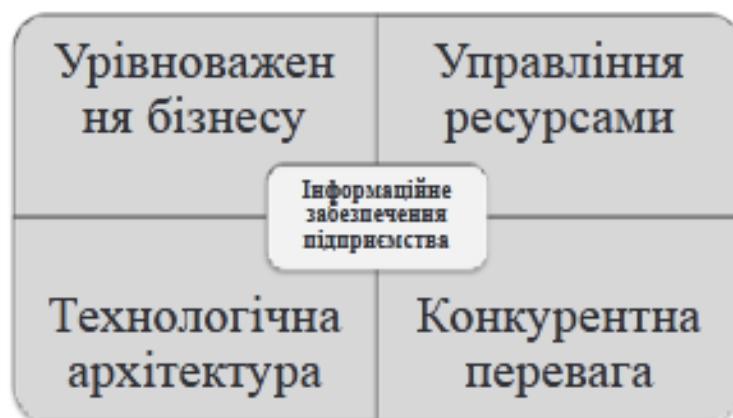 Урівноважен
ня бізнесу
Управління
ресурсами
Інформаційне
забезпечення
підприємства
Технологічна
архітектура
Конкурентна
перевага